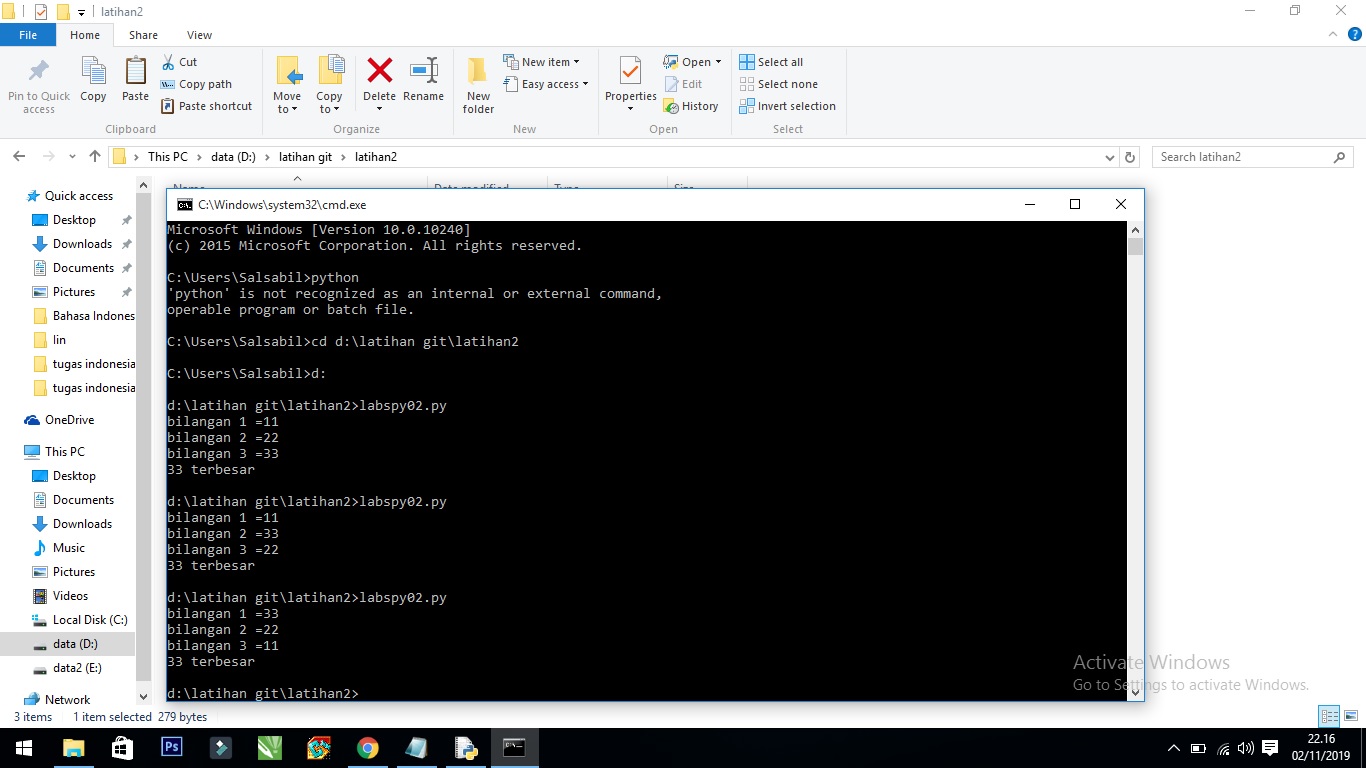 latihan2
File Home Share View
Pin to Quick access
Copy
Paste
Cut
Copy path
Paste shortcut
Clipboard
Move to
Copy to
Delete
Rename
Organize
New folder
New item
Easy access
New
Properties
Open
Edit
History
Open
Select all
Select none
Invert selection
Select
This PC > data (D:) > latihan git > latihan2
Search latihan2
Name Date modified Type Size
Quick access
Desktop
Downloads
Documents
Pictures
Bahasa Indones
lin
tugas indonesia
tugas indonesia
OneDrive
This PC
Desktop
Documents
Downloads
Music
Pictures
Videos
Local Disk (C:)
data (D:)
data2 (E:)
Network
3 items 1 item selected 279 bytes
C:\Windows\system32\cmd.exe
Microsoft Windows [Version 10.0.10240]
(c) 2015 Microsoft Corporation. All rights reserved.
C:\Users\Salsabil>python
'python' is not recognized as an internal or external command,
operable program or batch file.
C:\Users\Salsabil>cd d:\latihan git\latihan2
C:\Users\Salsabil>d:
d:\latihan git\latihan2>labspy02.py
bilangan 1 =11
bilangan 2 =22
bilangan 3 =33
33 terbesar
d:\latihan git\latihan2>labspy02.py
bilangan 1 =11
bilangan 2 =33
bilangan 3 =22
33 terbesar
d:\latihan git\latihan2>labspy02.py
bilangan 1 =33
bilangan 2 =22
bilangan 3 =11
33 terbesar
d:\latihan git\latihan2>
Activate Windows
Go to Settings to activate Windows.
Ps
22.16
02/11/2019